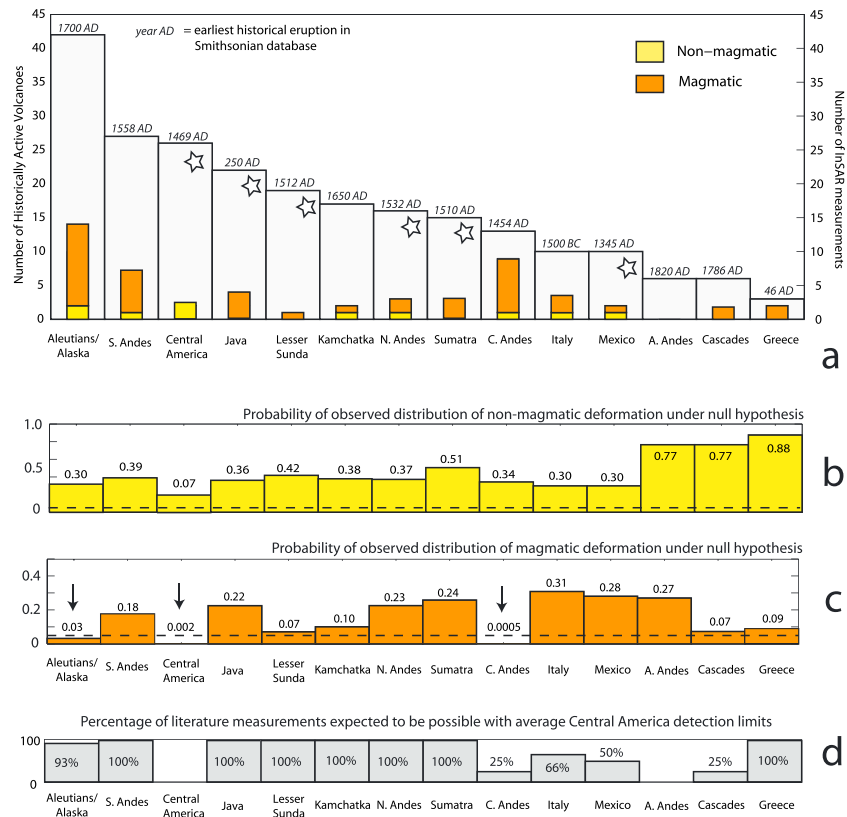 45
40
35
30
25
20
15
10
5
0
Number of Historically Active Volcanoes
45
40
35
30
25
20
15
10
5
0
Number of InSAR measurements
year AD = earliest historical eruption in
Smithsonian database
Non−magmatic
Magmatic
1700 AD
1558 AD
1469 AD
250 AD
1512 AD
1650 AD
1532 AD
1510 AD
1454 AD
1500 BC
1345 AD
1820 AD
1786 AD
46 AD
Aleutians/
Alaska
S. Andes
Central
America
Java
Lesser
Sunda
Kamchatka
N. Andes
Sumatra
C. Andes
Italy
Mexico
A. Andes
Cascades
Greece
a
Probability of observed distribution of non-magmatic deformation under null hypothesis
1.0
0.5
0
0.30
0.39
0.07
0.36
0.42
0.38
0.37
0.51
0.34
0.30
0.30
0.77
0.77
0.88
b
Probability of observed distribution of magmatic deformation under null hypothesis
0.4
0.2
0
0.03
0.18
0.002
0.22
0.07
0.10
0.23
0.24
0.0005
0.31
0.28
0.27
0.07
0.09
c
Aleutians/
Alaska
S. Andes
Central
America
Java
Lesser
Sunda
Kamchatka
N. Andes
Sumatra
C. Andes
Italy
Mexico
A. Andes
Cascades
Greece
Percentage of literature measurements expected to be possible with average Central America detection limits
100
0
93%
100%
100%
100%
100%
100%
100%
25%
66%
50%
25%
100%
d
Aleutians/
Alaska
S. Andes
Central
America
Java
Lesser
Sunda
Kamchatka
N. Andes
Sumatra
C. Andes
Italy
Mexico
A. Andes
Cascades
Greece